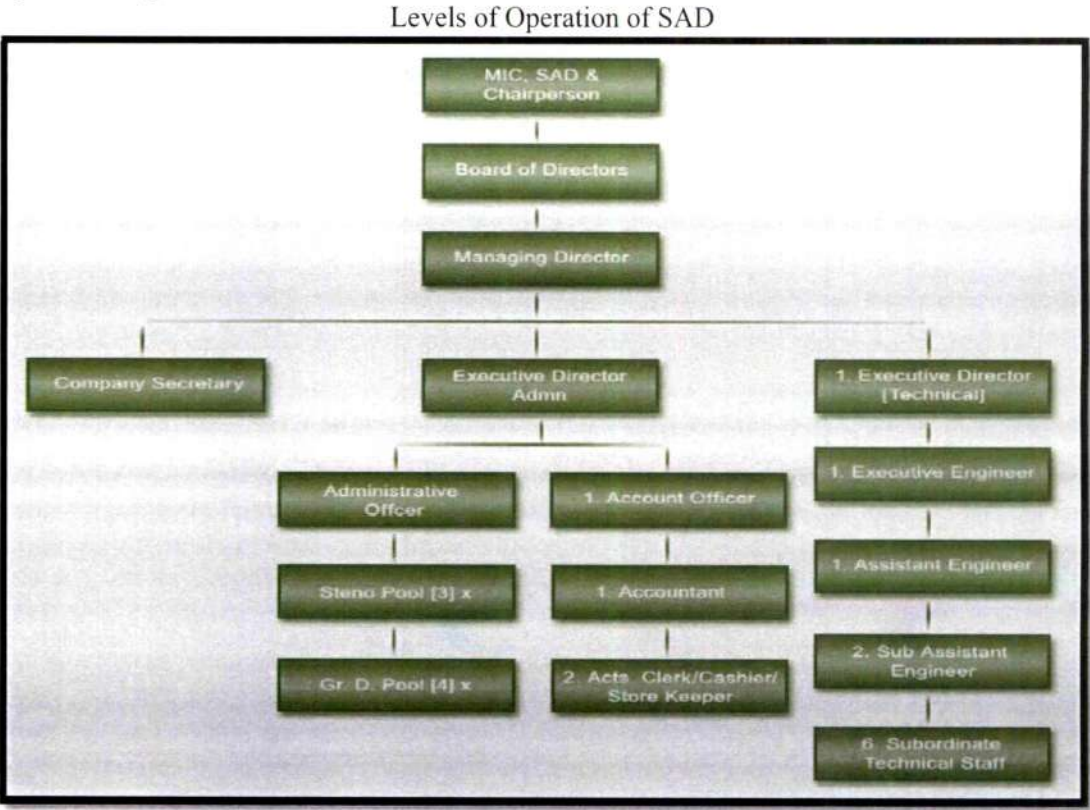 Levels of Operation of SAD
MIC, SAD &
Chairperson
Board of Directors
Managing Director
Company Secretary
Executive Director
Admn
1. Executive Director
[Technical]
Administrative
Offcer
1. Account Officer
1. Executive Engineer
Steno Pool [3] x
1. Accountant
1. Assistant Engineer
Gr. D. Pool [4] x
2. Acts. Clerk/Cashier/
Store Keeper
2. Sub Assistant
Engineer
6. Subordinate
Technical Staff